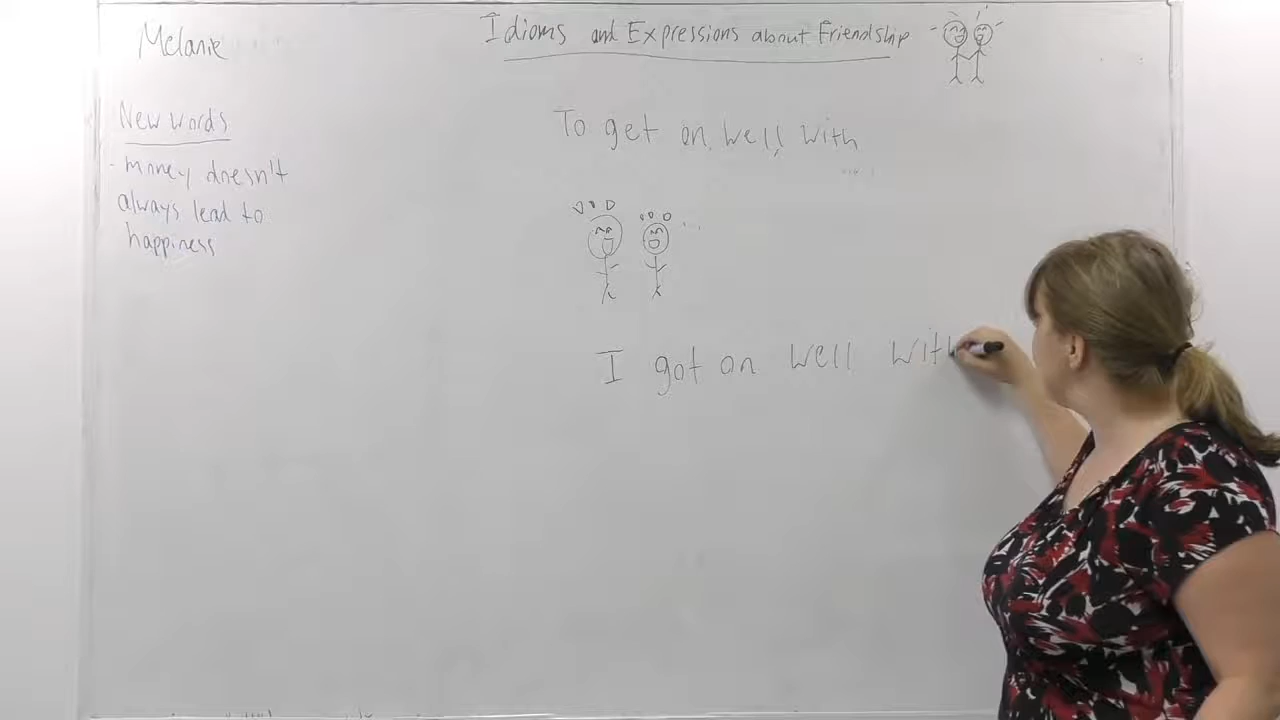 Melanie
Idioms and Expressions about Friendship
New words
- money doesn't
always lead to
happiness
To get on well with
I got on well with